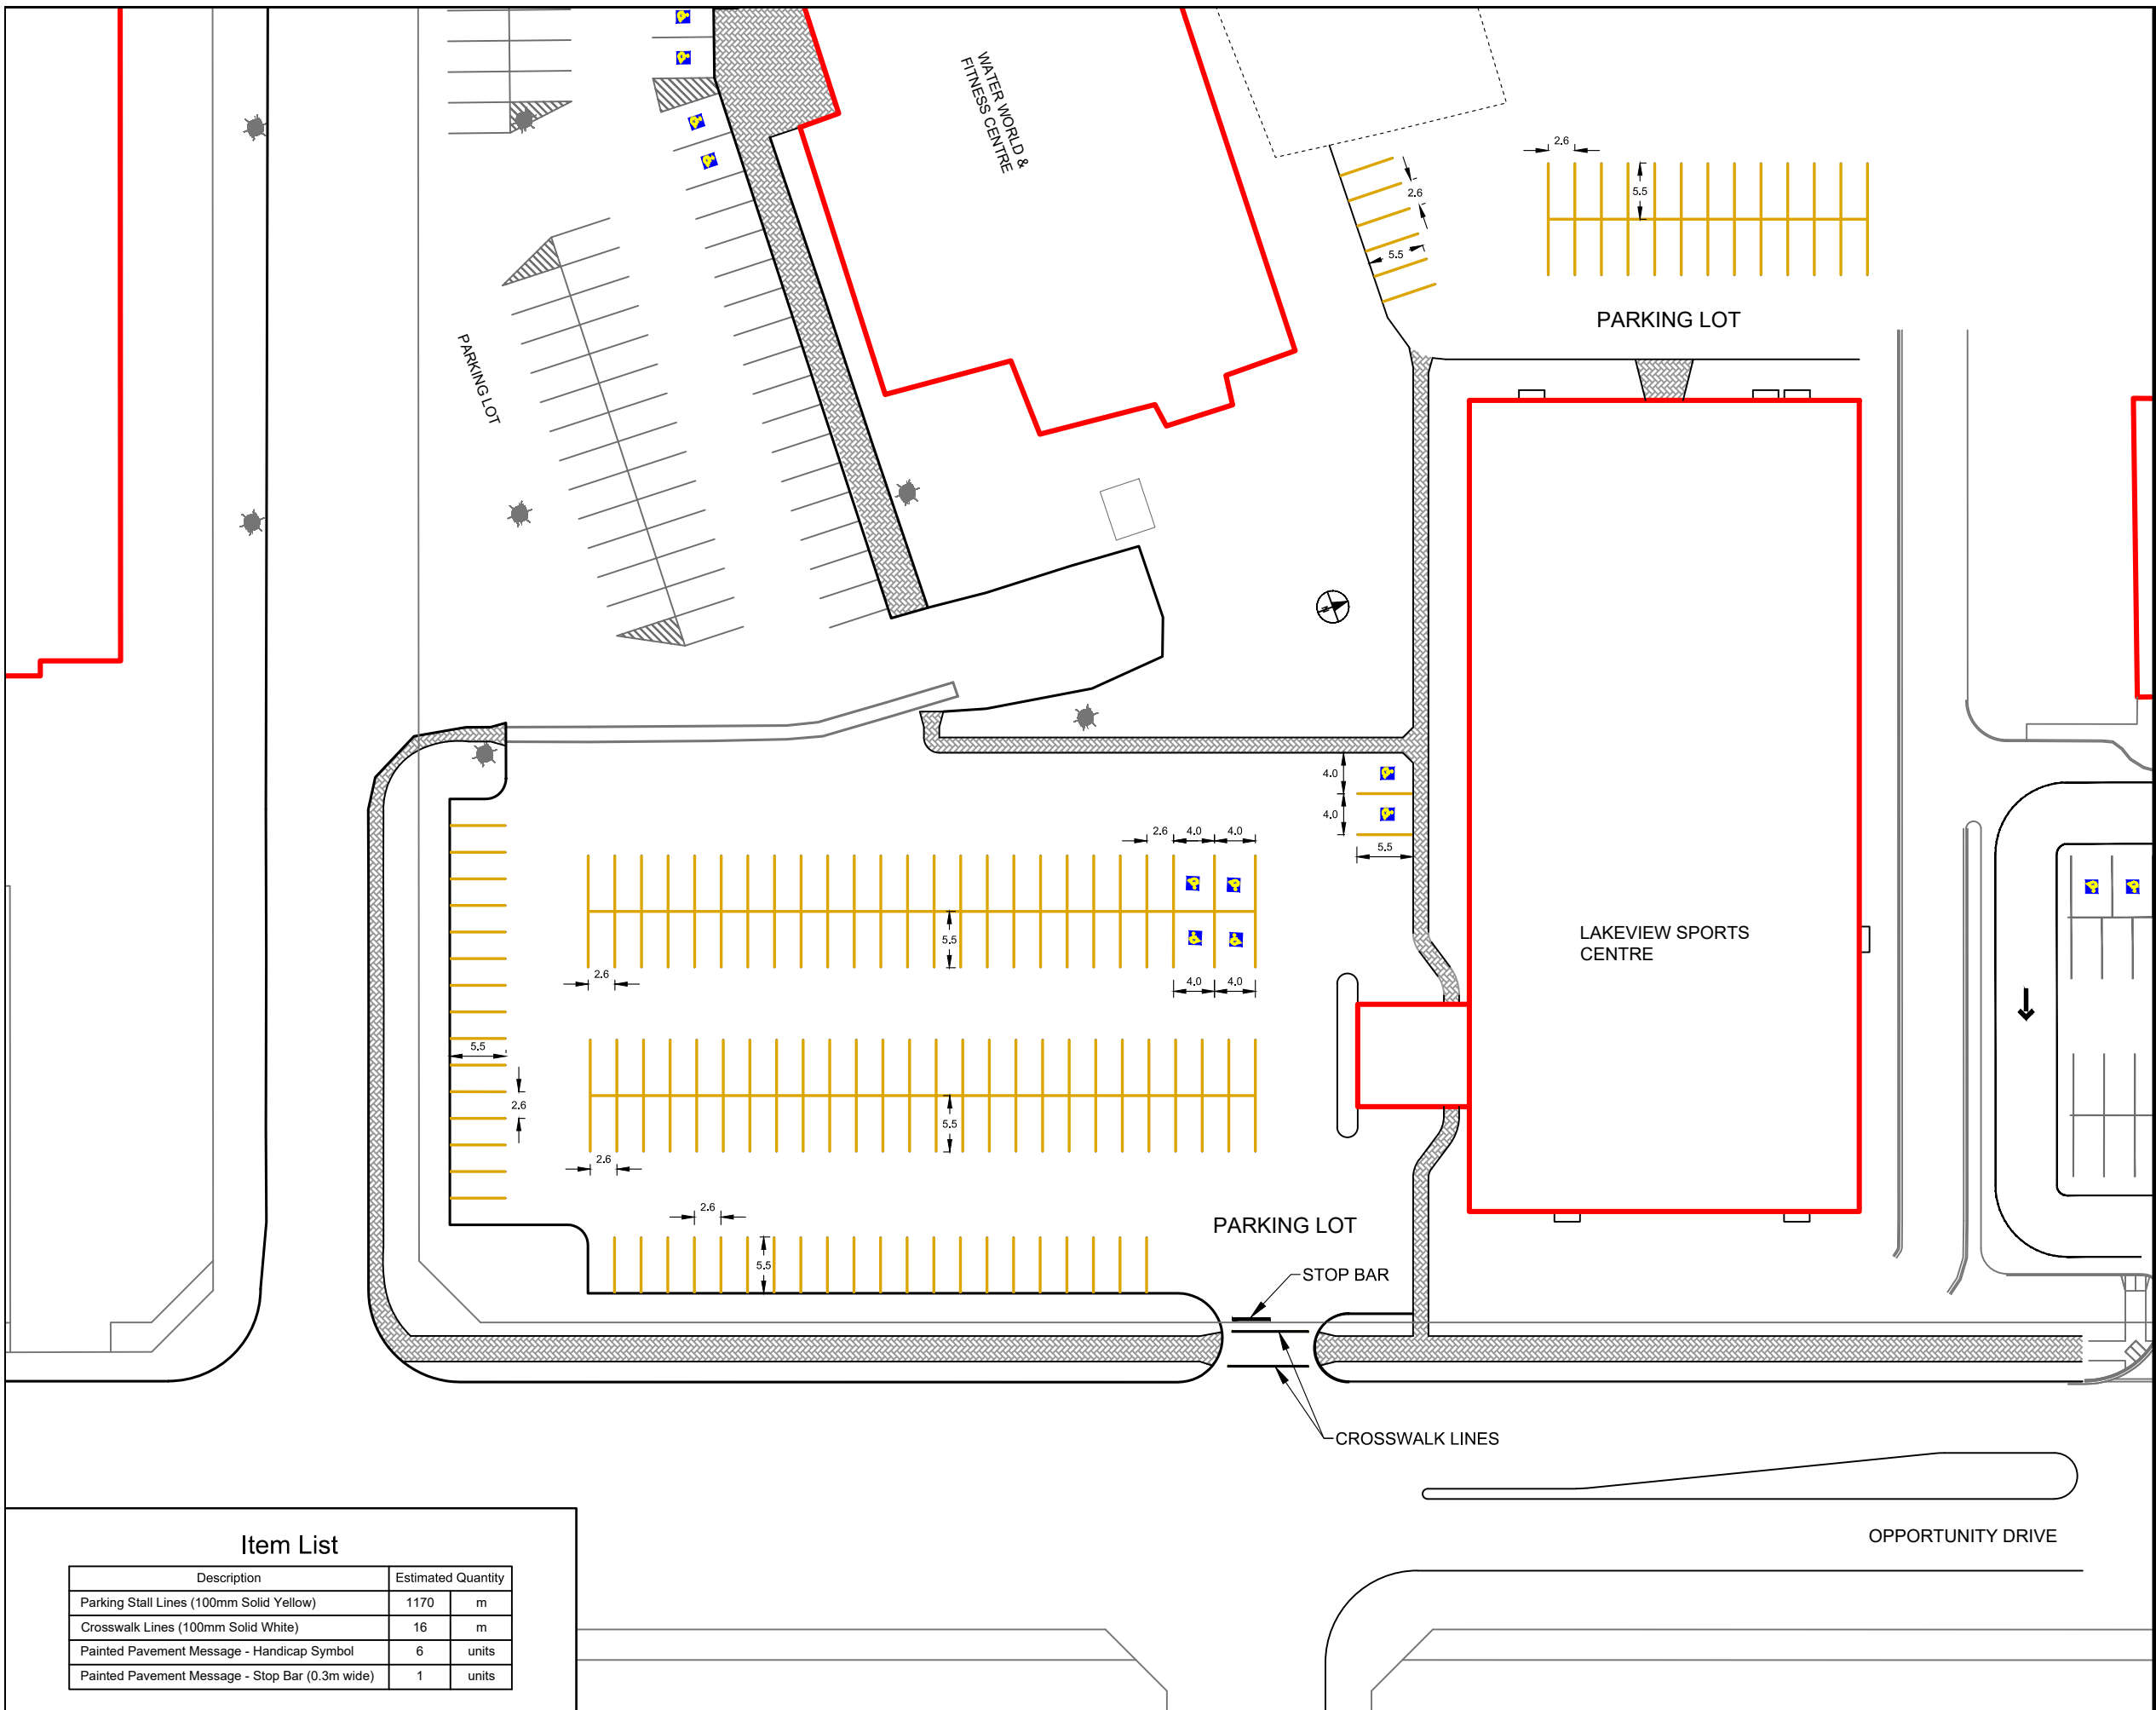 WATER WORLD &
FITNESS CENTRE
2.6
5.5
2.6
5.5
PARKING LOT
PARKING LOT
4.0
4.0
5.5
2.6 4.0 4.0
5.5
2.6
4.0 4.0
LAKEVIEW SPORTS
CENTRE
5.5
2.6
5.5
2.6
2.6
5.5
PARKING LOT
STOP BAR
CROSSWALK LINES
OPPORTUNITY DRIVE
Item List
Description Estimated Quantity
Parking Stall Lines (100mm Solid Yellow) 1170 m
Crosswalk Lines (100mm Solid White) 16 m
Painted Pavement Message - Handicap Symbol 6 units
Painted Pavement Message - Stop Bar (0.3m wide) 1 units